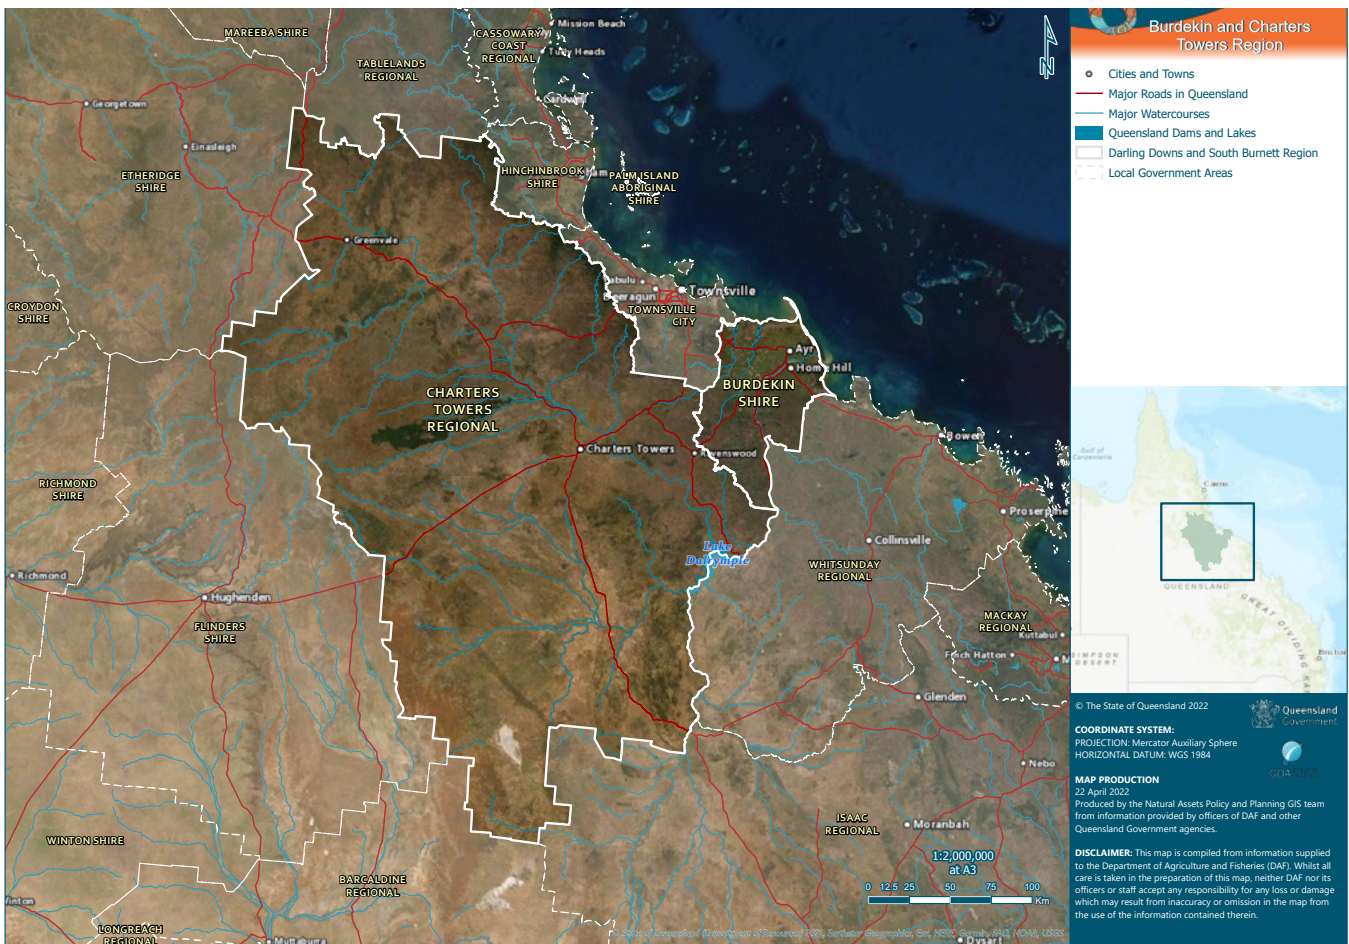 Burdekin and Charters
Towers Region
Cities and Towns
Major Roads in Queensland
Major Watercourses
Queensland Dams and Lakes
Darling Downs and South Burnett Region
Local Government Areas
MAREEBA SHIRE
CASSOWARY
COAST
REGIONAL
Mission Beach
Tully Heads
TABLELANDS
REGIONAL
Georgetown
Cardwell
Einasleigh
ETHERIDGE
SHIRE
HINCHINBROOK
SHIRE
PALM ISLAND
ABORIGINAL
SHIRE
Greenvale
CROYDON
SHIRE
Townsville
TOWNSVILLE
CITY
Ayr
BURDEKIN
SHIRE
CHARTERS
TOWERS
REGIONAL
Charters Towers
Ravenswood
Bowen
RICHMOND
SHIRE
Proserpine
Collinsville
Lake
Dalrymple
WHITSUNDAY
REGIONAL
Richmond
Hughenden
FLINDERS
SHIRE
MACKAY
REGIONAL
Kuttabul
Finch Hatton
M
Glenden
Nebo
ISAAC
REGIONAL
Moranbah
WINTON SHIRE
BARCALDINE
REGIONAL
LONGREACH
REGIONAL
Muttaburra
Dysart
1:2,000,000
at A3
0 12.5 25 50 75 100
Km
Gulf of
Carpentaria
Cairns
QUEENSLAND
GREAT DIVIDING
SIMPSON
DESERT
© The State of Queensland 2022
Queensland
Government
COORDINATE SYSTEM:
PROJECTION: Mercator Auxiliary Sphere
HORIZONTAL DATUM: WGS 1984
MAP PRODUCTION
22 April 2022
Produced by the Natural Assets Policy and Planning GIS team
from information provided by officers of DAF and other
Queensland Government agencies.
DISCLAIMER: This map is compiled from information supplied
to the Department of Agriculture and Fisheries (DAF). Whilst all
care is taken in the preparation of this map, neither DAF nor its
officers or staff accept any responsibility for any loss or damage
which may result from inaccuracy or omission in the map from
the use of the information contained therein.